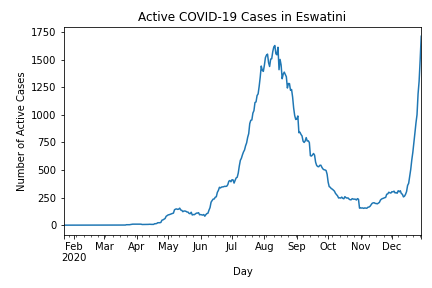 Active COVID-19 Cases in Eswatini
Number of Active Cases
1750
1500
1250
1000
750
500
250
0
Feb Mar Apr May Jun Jul Aug Sep Oct Nov Dec
2020
Day